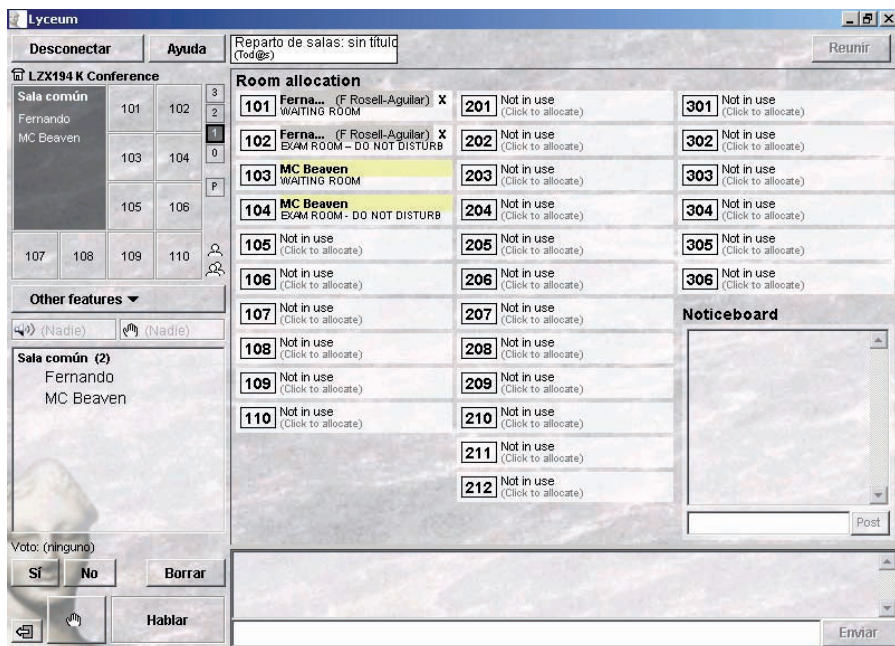 Lyceum
Desconectar
Ayuda
Reparto de salas: sin título
(Tod@s)
Reunir
LZX194 K Conference
Sala común
Fernando
MC Beaven
101
102
103
104
105
106
107
108
109
110
3
2
1
0
P
Other features
(Nadie)
(Nadie)
Sala común (2)
Fernando
MC Beaven
Voto: (ninguno)
Sí
No
Borrar
Hablar
Room allocation
101 Ferna... (F Rosell-Aguilar) X
WAITING ROOM
102 Ferna... (F Rosell-Aguilar) X
EXAM ROOM – DO NOT DISTURB
103 MC Beaven
WAITING ROOM
104 MC Beaven
EXAM ROOM - DO NOT DISTURB
105 Not in use
(Click to allocate)
106 Not in use
(Click to allocate)
107 Not in use
(Click to allocate)
108 Not in use
(Click to allocate)
109 Not in use
(Click to allocate)
110 Not in use
(Click to allocate)
201 Not in use
(Click to allocate)
202 Not in use
(Click to allocate)
203 Not in use
(Click to allocate)
204 Not in use
(Click to allocate)
205 Not in use
(Click to allocate)
206 Not in use
(Click to allocate)
207 Not in use
(Click to allocate)
208 Not in use
(Click to allocate)
209 Not in use
(Click to allocate)
210 Not in use
(Click to allocate)
211 Not in use
(Click to allocate)
212 Not in use
(Click to allocate)
301 Not in use
(Click to allocate)
302 Not in use
(Click to allocate)
303 Not in use
(Click to allocate)
304 Not in use
(Click to allocate)
305 Not in use
(Click to allocate)
306 Not in use
(Click to allocate)
Noticeboard
Post
Enviar